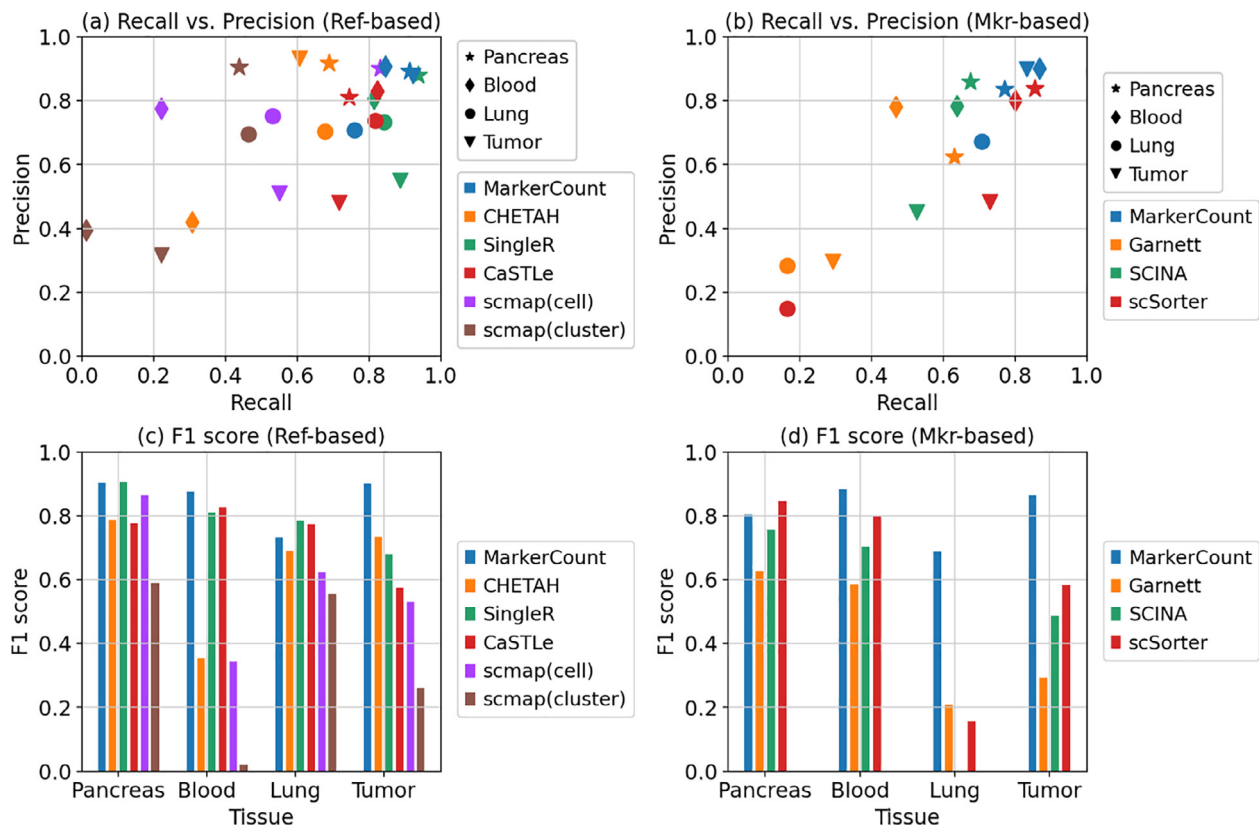 (a) Recall vs. Precision (Ref-based)
1.0
0.8
0.6
0.4
0.2
0.0
Precision
0.0 0.2 0.4 0.6 0.8 1.0
Recall
Pancreas
Blood
Lung
Tumor
MarkerCount
CHETAH
SingleR
CaSTLe
scmap(cell)
scmap(cluster)
(b) Recall vs. Precision (Mkr-based)
1.0
0.8
0.6
0.4
0.2
0.0
Precision
0.0 0.2 0.4 0.6 0.8 1.0
Recall
Pancreas
Blood
Lung
Tumor
MarkerCount
Garnett
SCINA
scSorter
(c) F1 score (Ref-based)
1.0
0.8
0.6
0.4
0.2
0.0
F1 score
Pancreas Blood Lung Tumor
Tissue
MarkerCount
CHETAH
SingleR
CaSTLe
scmap(cell)
scmap(cluster)
(d) F1 score (Mkr-based)
1.0
0.8
0.6
0.4
0.2
0.0
F1 score
Pancreas Blood Lung Tumor
Tissue
MarkerCount
Garnett
SCINA
scSorter